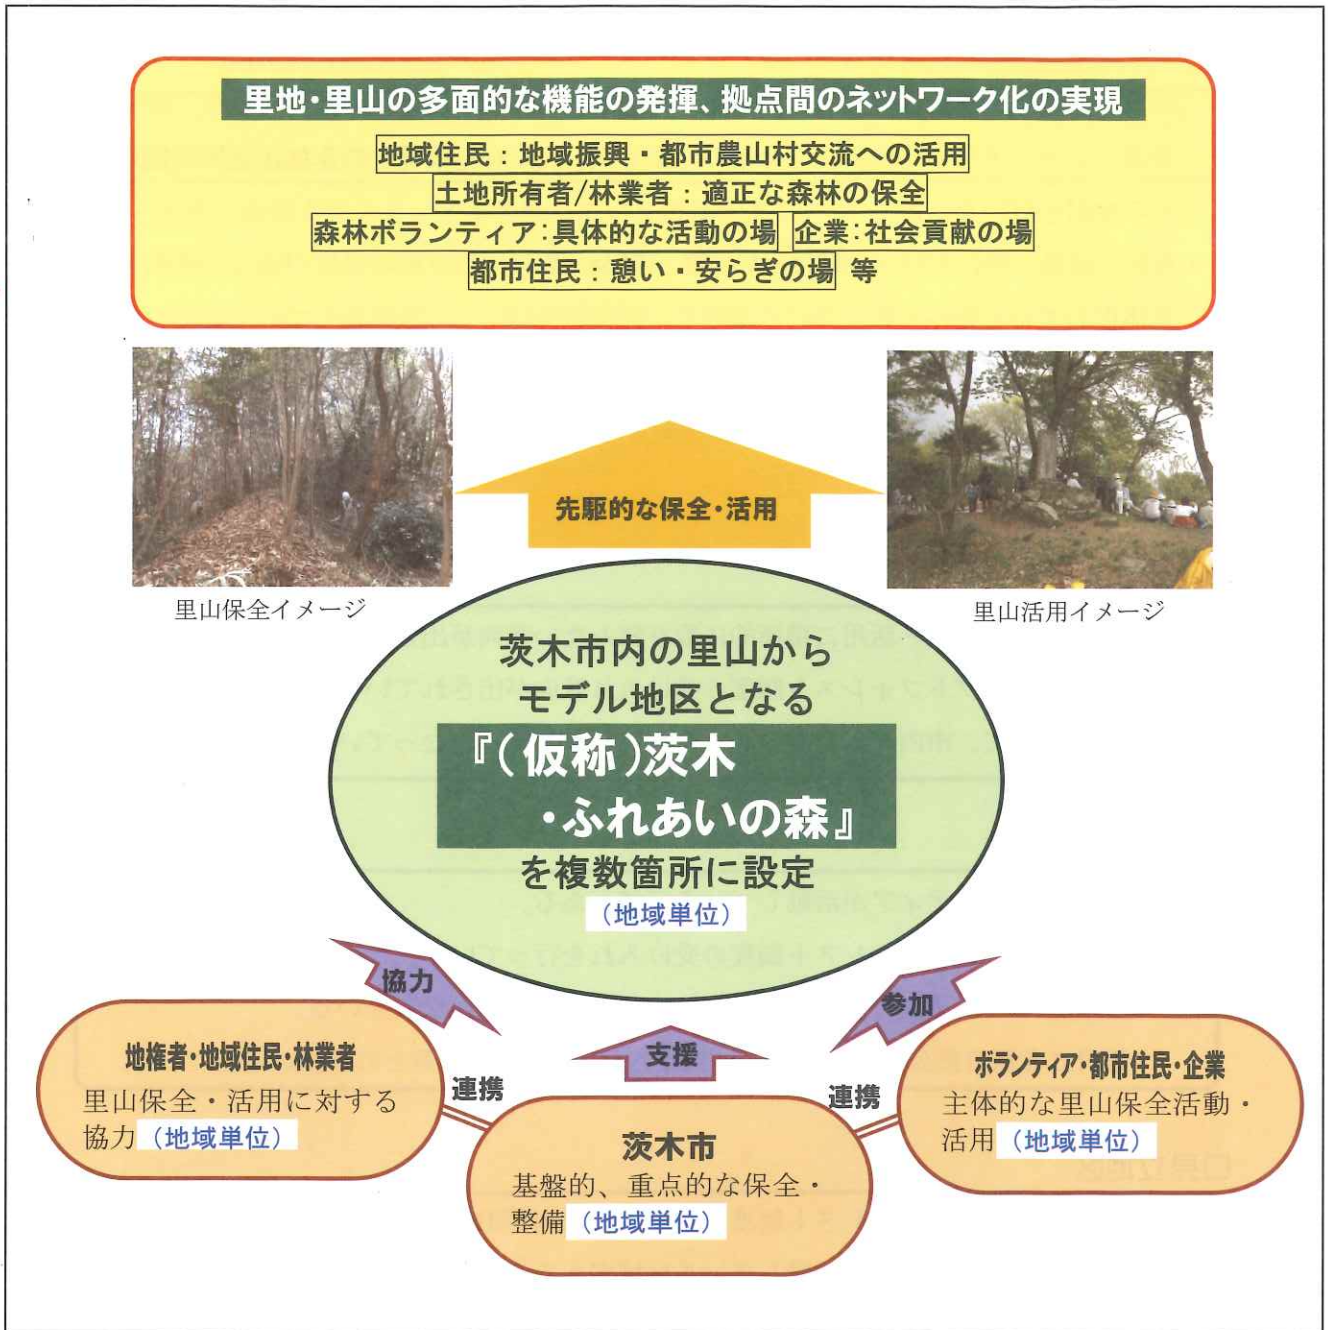 里地・里山の多面的な機能の発揮、拠点間のネットワーク化の実現
地域住民：地域振興・都市農山村交流への活用
土地所有者/林業者：適正な森林の保全
森林ボランティア：具体的な活動の場 企業：社会貢献の場
都市住民：憩い・安らぎの場 等
先駆的な保全・活用
里山保全イメージ
里山活用イメージ
茨木市内の里山から
モデル地区となる
『（仮称）茨木
・ふれあいの森』
を複数箇所に設定
（地域単位）
協力
参加
支援
地権者・地域住民・林業者
里山保全・活用に対する
協力（地域単位）
連携
茨木市
基盤的、重点的な保全・
整備（地域単位）
連携
ボランティア・都市住民・企業
主体的な里山保全活動・
活用（地域単位）